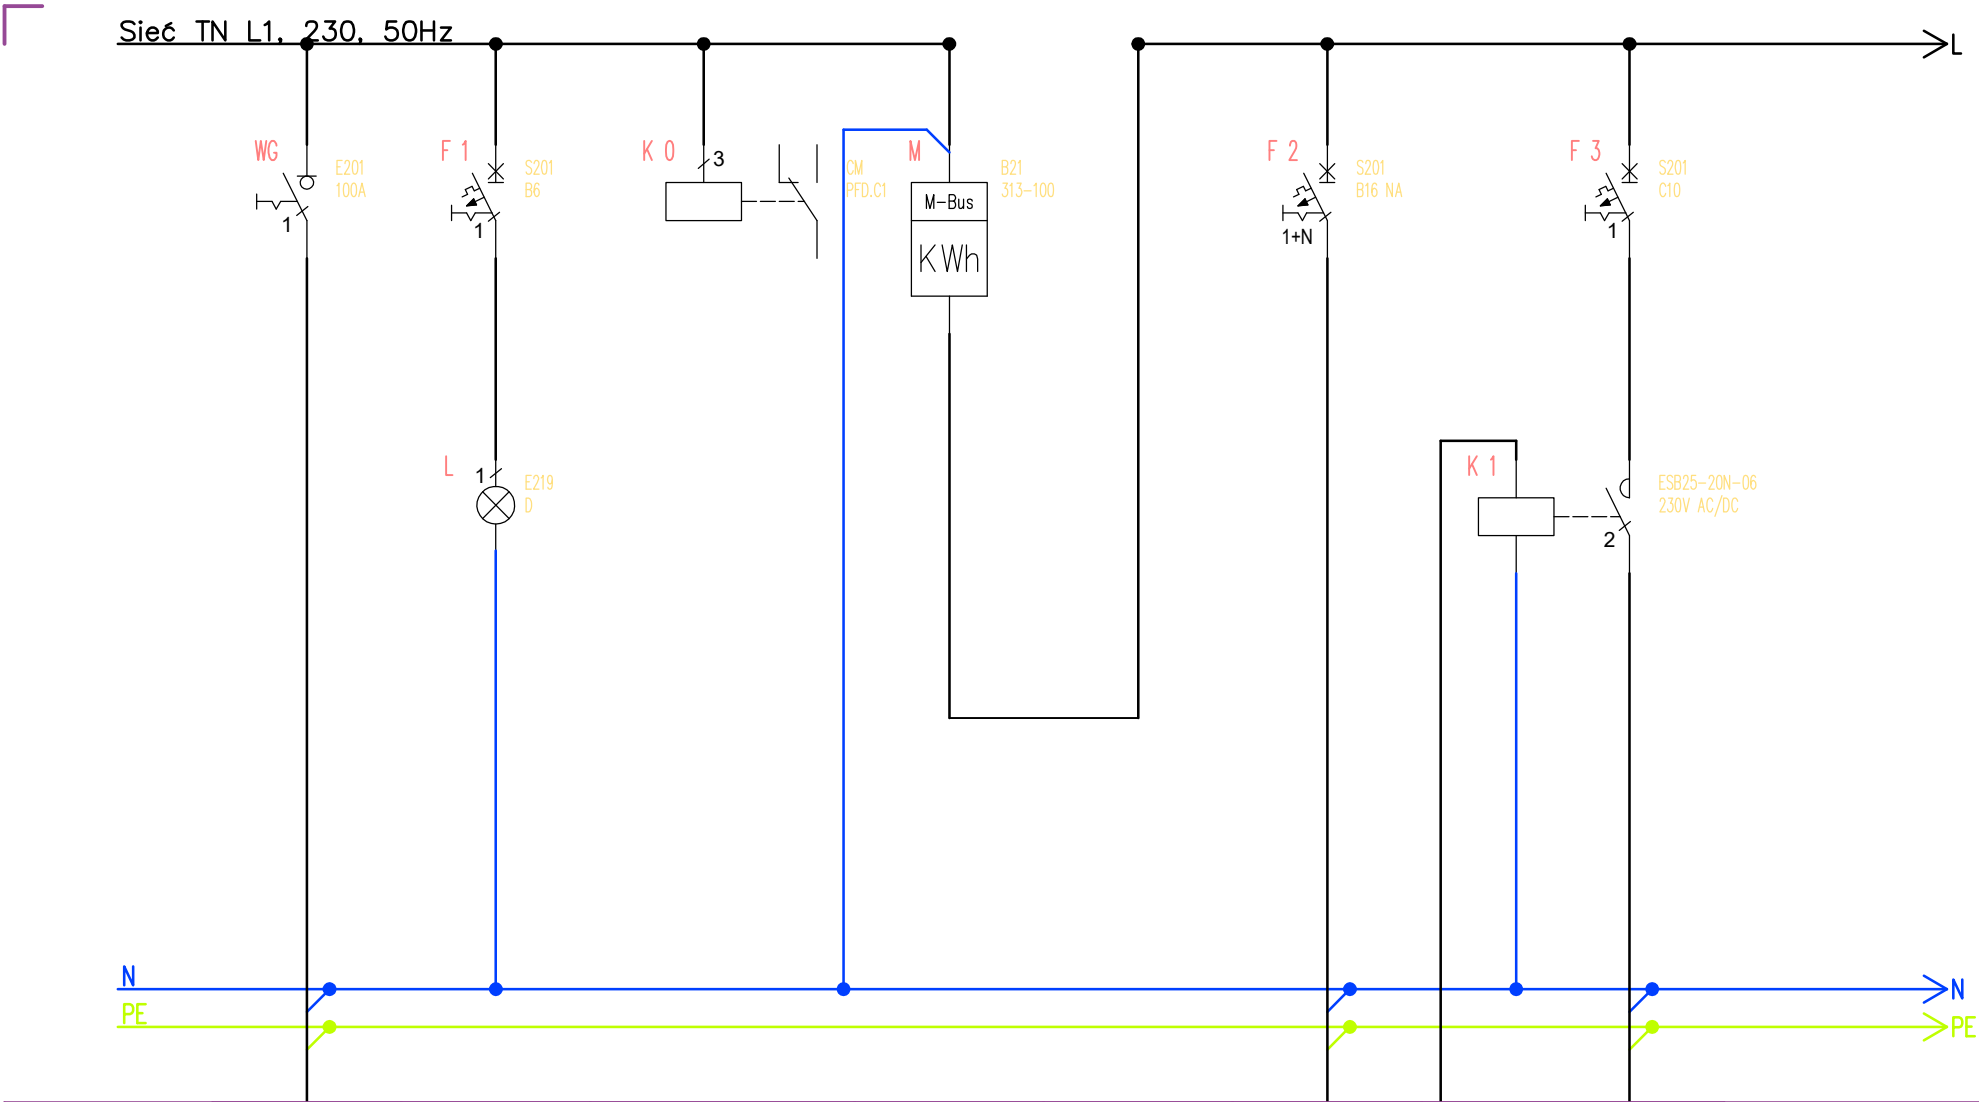 Sieć TN L1, 230, 50Hz
L
WG
E201
100A
1
F 1
S201
B6
1
K 0
3
CM
PFD.C1
M
B21
313-100
M-Bus
KWh
F 2
S201
B16 NA
1+N
F 3
S201
C10
1
L
1
E219
D
K 1
ESB25-20N-06
230V AC/DC
2
N
N
PE
PE